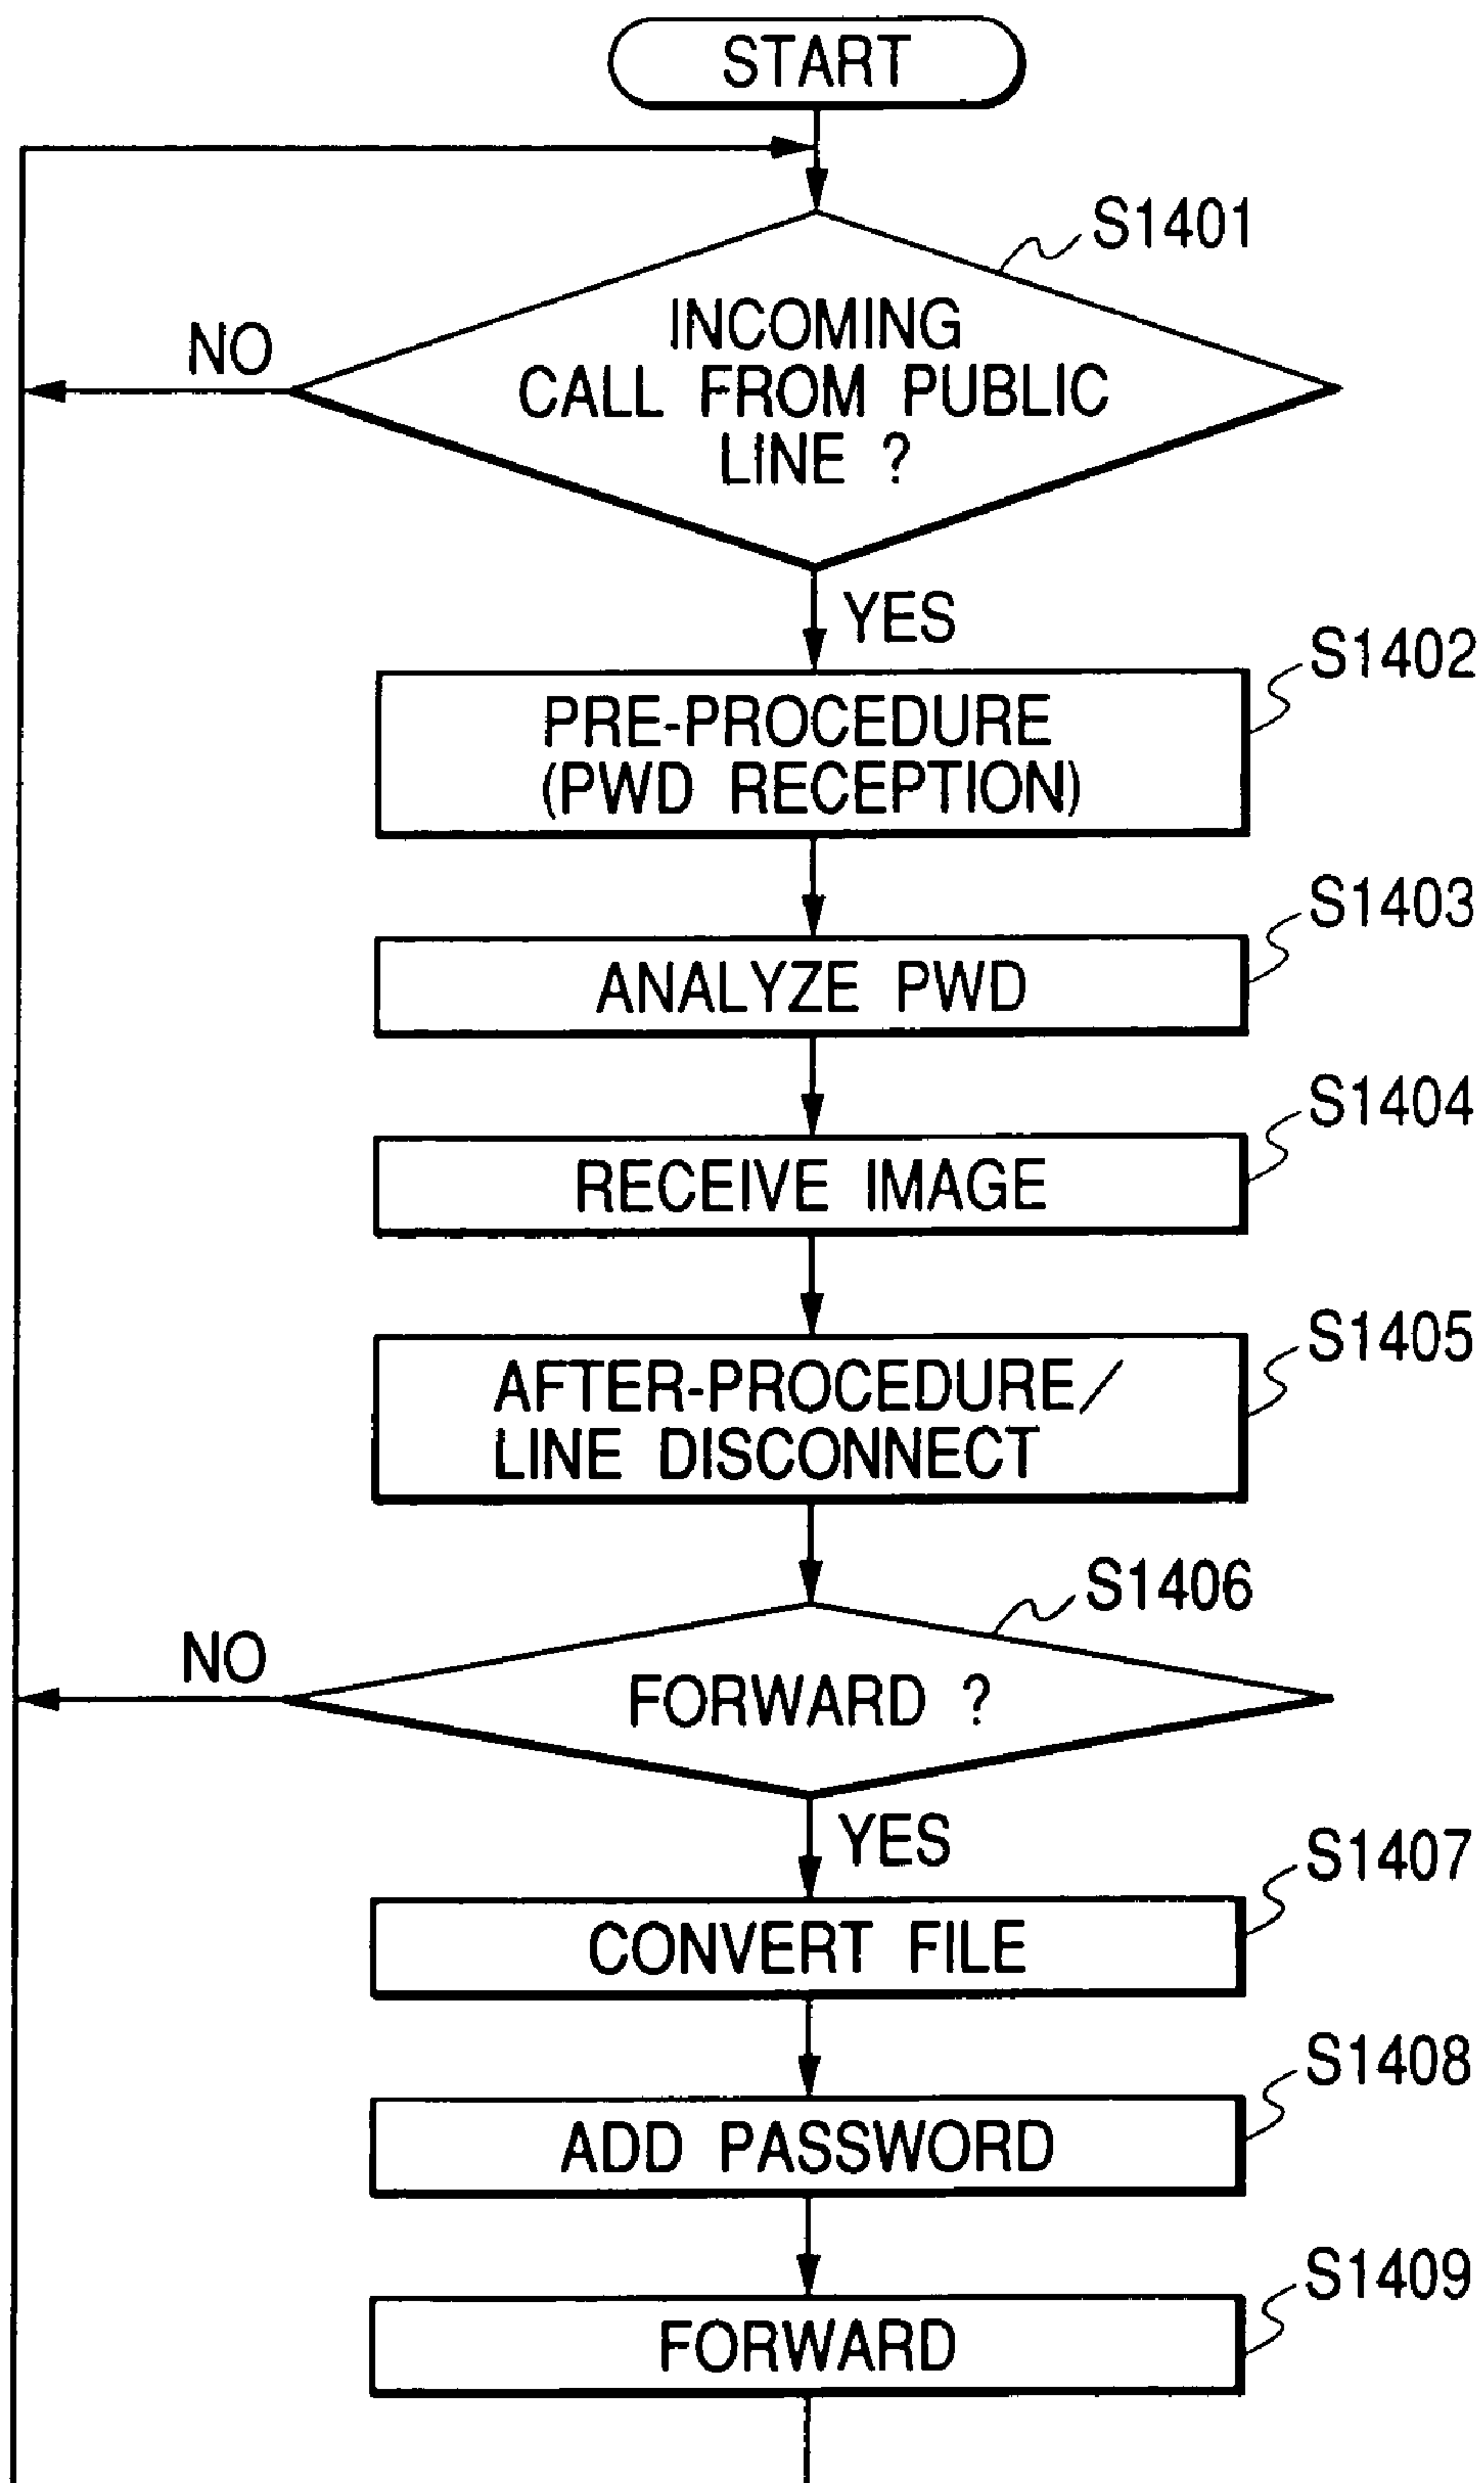 START
S1401
INCOMING
CALL FROM PUBLIC
LINE ?
NO
YES
S1402
PRE-PROCEDURE
(PWD RECEPTION)
S1403
ANALYZE PWD
S1404
RECEIVE IMAGE
S1405
AFTER-PROCEDURE/
LINE DISCONNECT
S1406
NO
FORWARD ?
YES
S1407
CONVERT FILE
S1408
ADD PASSWORD
S1409
FORWARD